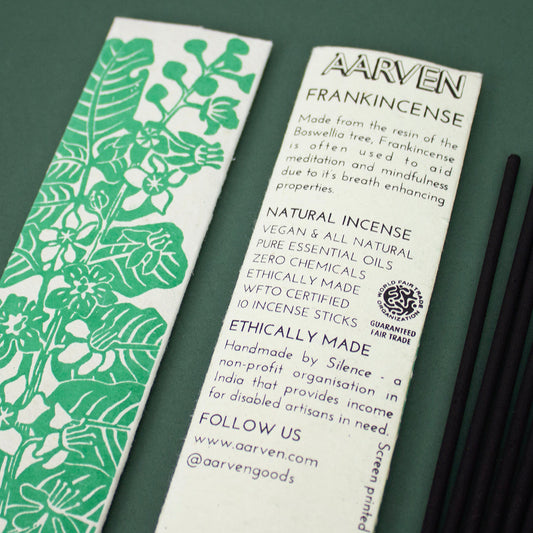 AARVEN
FRANKINCENSE
Made from the resin of the
Boswellia tree, Frankincense
is often used to aid
meditation and mindfulness
due to it's breath enhancing
properties.
NATURAL INCENSE
VEGAN & ALL NATURAL
PURE ESSENTIAL OILS
ZERO CHEMICALS
ETHICALLY MADE
WFTO CERTIFIED
10 INCENSE STICKS
WORLD FAIR TRADE
ORGANIZATION
GUARANTEED
FAIR TRADE
ETHICALLY MADE
Handmade by Silence - a
non-profit organisation in
India that provides income
for disabled artisans in need.
FOLLOW US
www.aarven.com
@aarvengoods
Screen printed